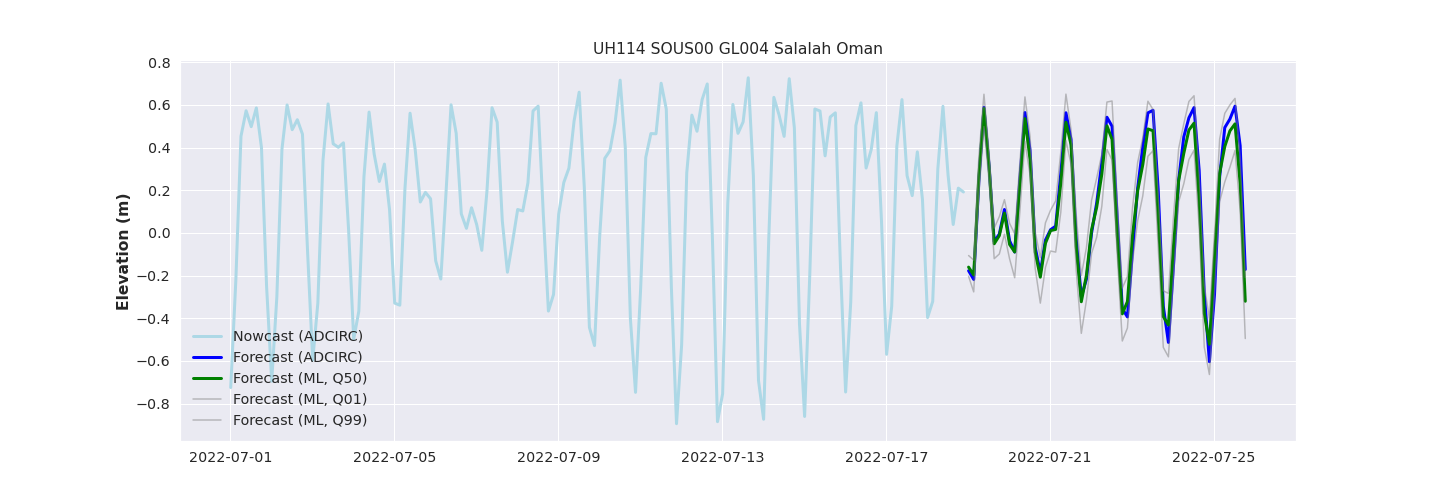 UH114 SOUS00 GL004 Salalah Oman
Elevation (m)
0.8
0.6
0.4
0.2
0.0
−0.2
−0.4
−0.6
−0.8
Nowcast (ADCIRC)
Forecast (ADCIRC)
Forecast (ML, Q50)
Forecast (ML, Q01)
Forecast (ML, Q99)
2022-07-01 2022-07-05 2022-07-09 2022-07-13 2022-07-17 2022-07-21 2022-07-25